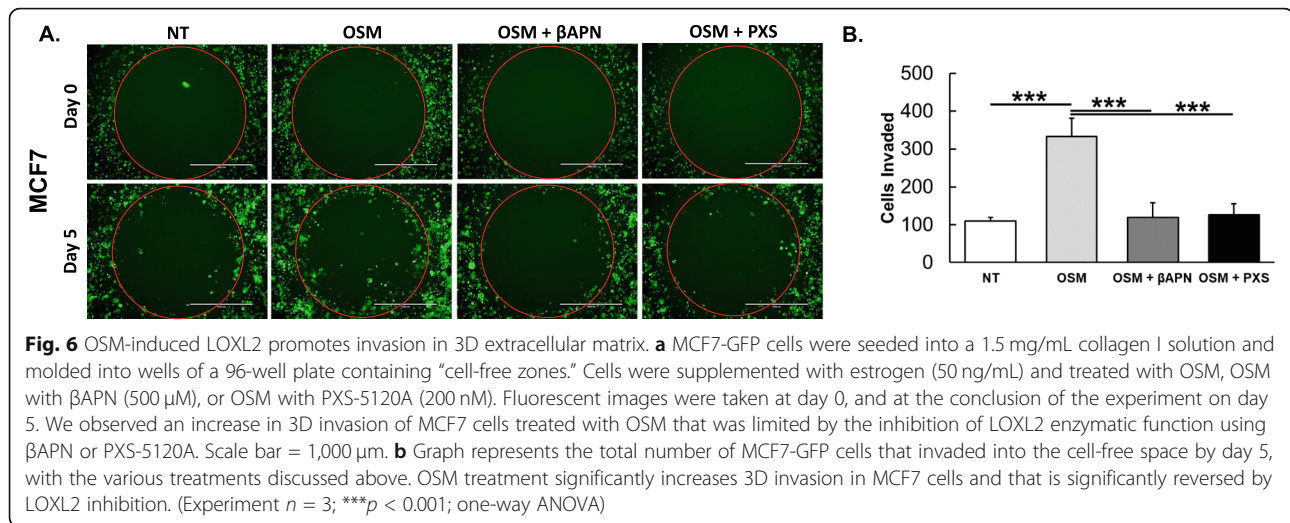 A.
NT
OSM
OSM + βAPN
OSM + PXS
MCF7
Day 0
Day 5
B.
Cells Invaded
500
400
300
200
100
0
***
***
***
NT
OSM
OSM + βAPN
OSM + PXS
Fig. 6 OSM-induced LOXL2 promotes invasion in 3D extracellular matrix. a MCF7-GFP cells were seeded into a 1.5 mg/mL collagen I solution and
molded into wells of a 96-well plate containing “cell-free zones.” Cells were supplemented with estrogen (50 ng/mL) and treated with OSM, OSM
with βAPN (500 μM), or OSM with PXS-5120A (200 nM). Fluorescent images were taken at day 0, and at the conclusion of the experiment on day
5. We observed an increase in 3D invasion of MCF7 cells treated with OSM that was limited by the inhibition of LOXL2 enzymatic function using
βAPN or PXS-5120A. Scale bar = 1,000 μm. b Graph represents the total number of MCF7-GFP cells that invaded into the cell-free space by day 5,
with the various treatments discussed above. OSM treatment significantly increases 3D invasion in MCF7 cells and that is significantly reversed by
LOXL2 inhibition. (Experiment n = 3; ***p < 0.001; one-way ANOVA)